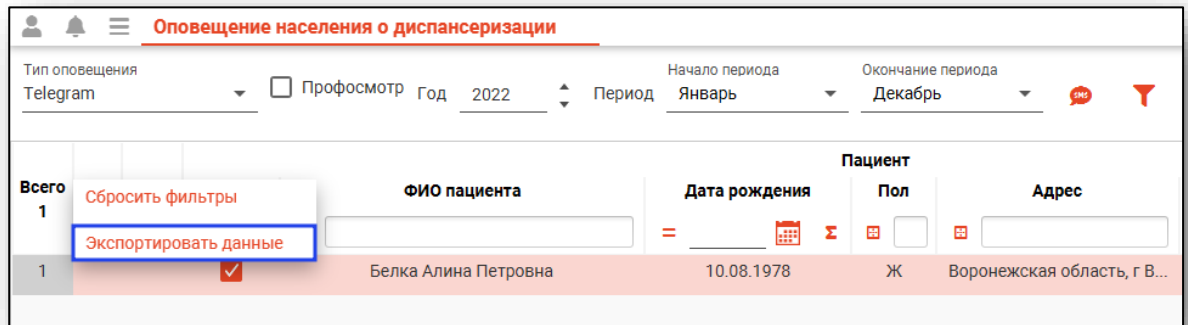 Оповещение населения о диспансеризации
Тип оповещения
Telegram
Профосмотр
Год
2022
Период
Начало периода
Январь
Окончание периода
Декабрь
SMS
Пациент
Всего
1
Сбросить фильтры
Экспортировать данные
ФИО пациента
Дата рождения
Пол
Адрес
=
Σ
1
Белка Алина Петровна
10.08.1978
Ж
Воронежская область, г В...